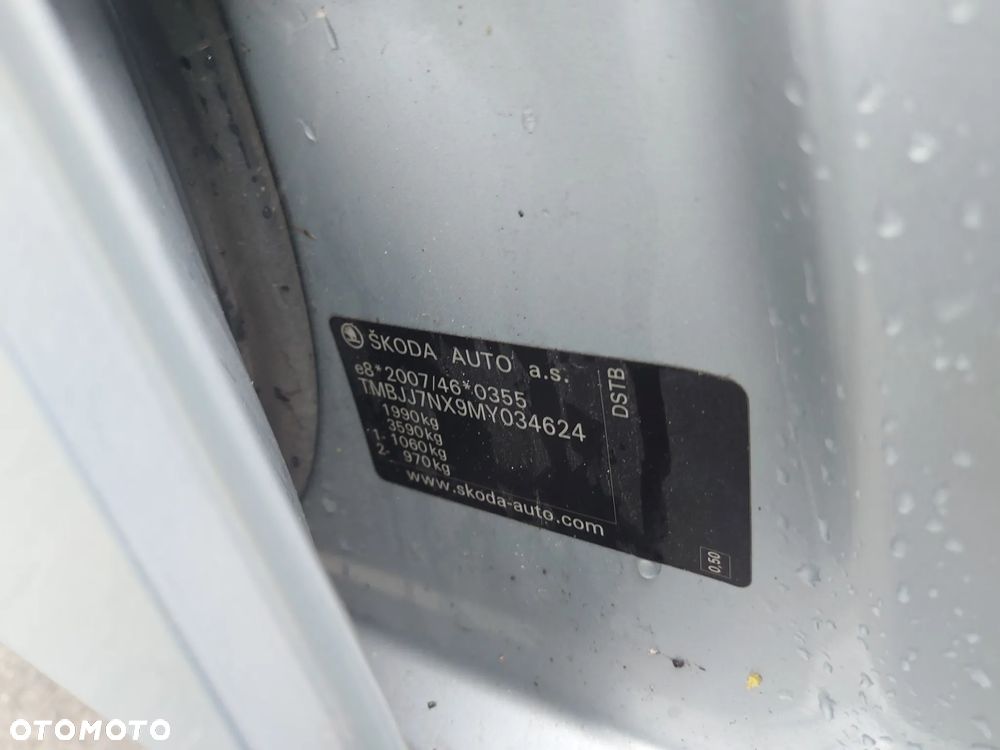 ŠKODA AUTO a.s.
e8*2007/46*0355
TMBJJ7NX9MY034624
1990kg
3590kg
1- 1060kg
2- 970kg
www.skoda-auto.com
DSTB
0,50
OTOMOTO